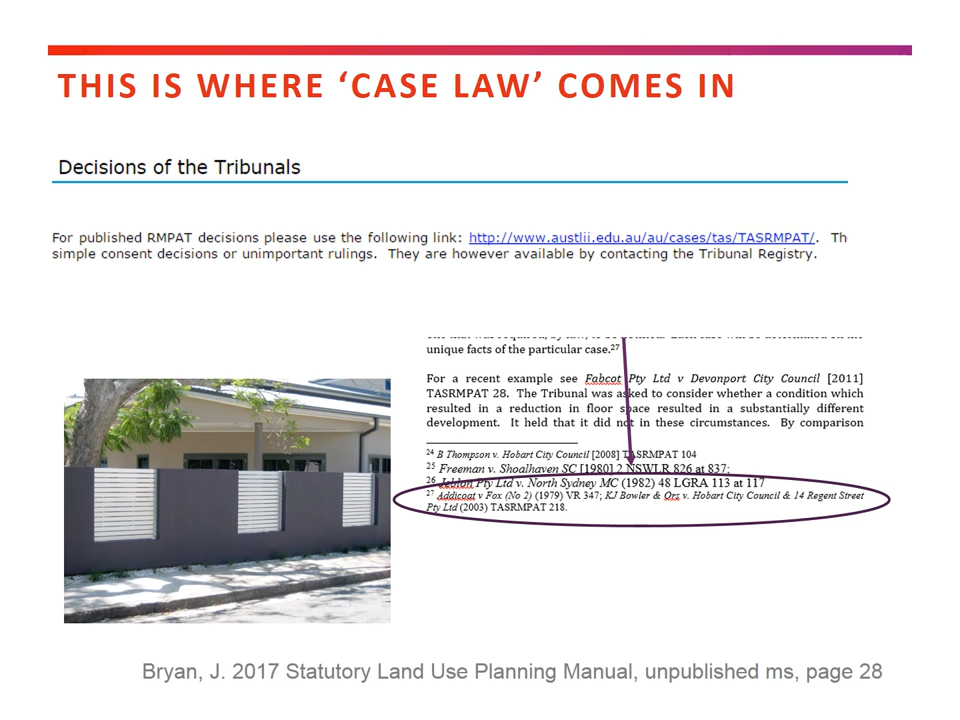 THIS IS WHERE ‘CASE LAW’ COMES IN
Decisions of the Tribunals
For published RMPAT decisions please use the following link: http://www.austlii.edu.au/au/cases/tas/TASRMPAT/. Th
simple consent decisions or unimportant rulings. They are however available by contacting the Tribunal Registry.
unique facts of the particular case.27
For a recent example see Fabcot Pty Ltd v Devonport City Council [2011]
TASRMPAT 28. The Tribunal was asked to consider whether a condition which
resulted in a reduction in floor space resulted in a substantially different
development. It held that it did not in these circumstances. By comparison
24 B Thompson v. Hobart City Council [2008] TASRMPAT 104
25 Freeman v. Shoalhaven SC [1980] 2 NSWLR 826 at 837;
26 Pty Ltd v. North Sydney MC (1982) 48 LGRA 113 at 117
27 Addicoat v Fox (No 2) (1979) VR 347; KJ Bowler & Ors v. Hobart City Council & 14 Regent Street
Pty Ltd (2003) TASRMPAT 218.
Bryan, J. 2017 Statutory Land Use Planning Manual, unpublished ms, page 28